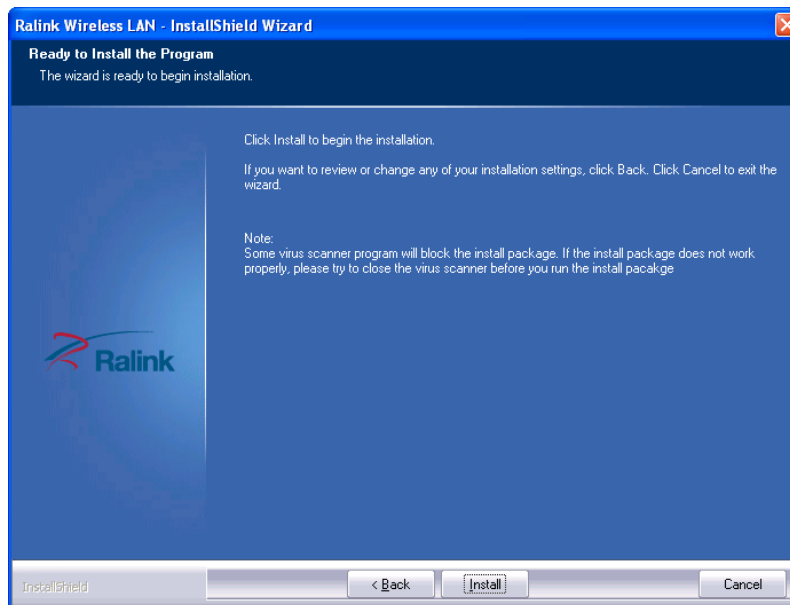 Ralink Wireless LAN - InstallShield Wizard
Ready to Install the Program
The wizard is ready to begin installation.
Click Install to begin the installation.
If you want to review or change any of your installation settings, click Back. Click Cancel to exit the
wizard.
Note:
Some virus scanner program will block the install package. If the install package does not work
properly, please try to close the virus scanner before you run the install pacakge
Ralink
InstallShield
< Back
Install
Cancel